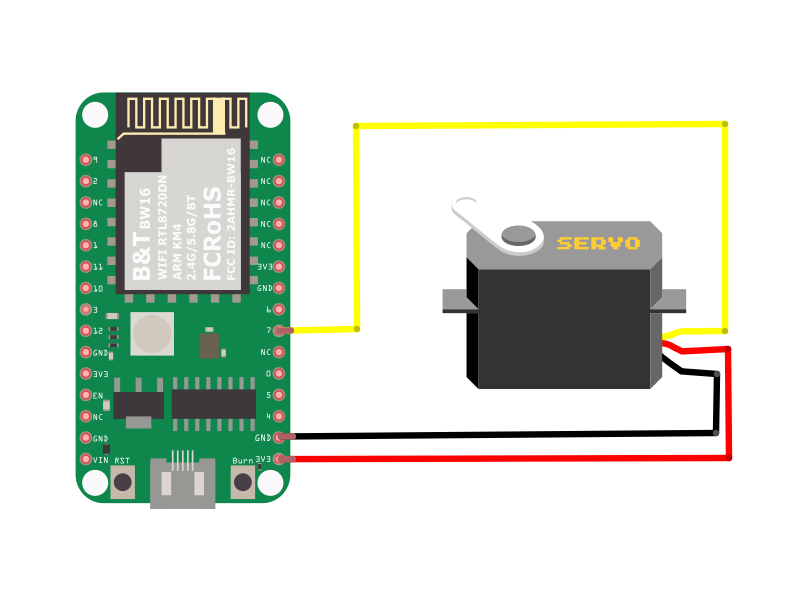 9
2
NC
8
1
11
10
3
12
GND
3V3
EN
NC
GND
VIN
RST
B&T BW16
WIFI RTL8720DN
ARM KM4
2.4G/5.8G/BT
FCRoHS
FCC ID: 2AHMR-BW16
NC
NC
NC
NC
NC
3V3
GND
6
7
NC
0
5
4
GND
3V3
Burn
SERVO